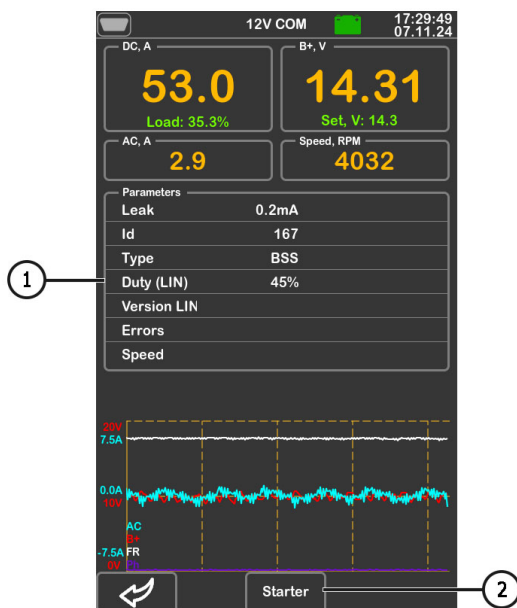 12V COM
17:29:49
07.11.24
DC, A
53.0
Load: 35.3%
B+, V
14.31
Set, V: 14.3
AC, A
2.9
Speed, RPM
4032
Parameters
Leak 0.2mA
Id 167
Type BSS
Duty (LIN) 45%
Version LIN
Errors
Speed
1
20V
7.5A
0.0A
10V
AC
B+
-7.5A FR
0V Ph
Starter
2